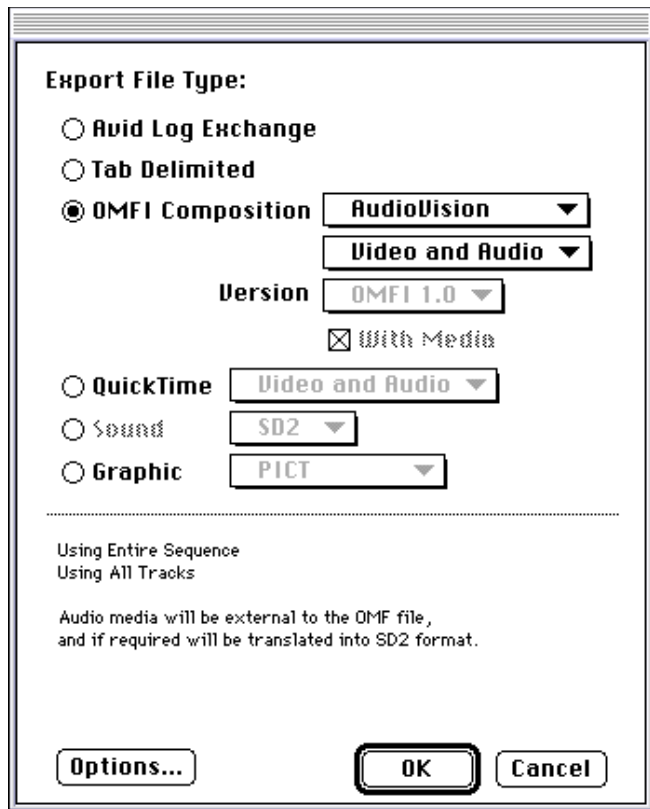 Export File Type:
Avid Log Exchange
Tab Delimited
OMFI Composition AudioVision
Video and Audio
Version OMFI 1.0
With Media
QuickTime Video and Audio
Sound SD2
Graphic PICT
Using Entire Sequence
Using All Tracks
Audio media will be external to the OMF file,
and if required will be translated into SD2 format.
Options... OK Cancel